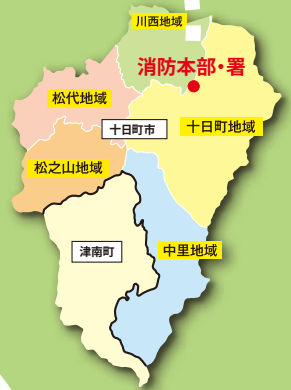 川西地域
消防本部・署
松代地域
十日町市
十日町地域
松之山地域
津南町
中里地域